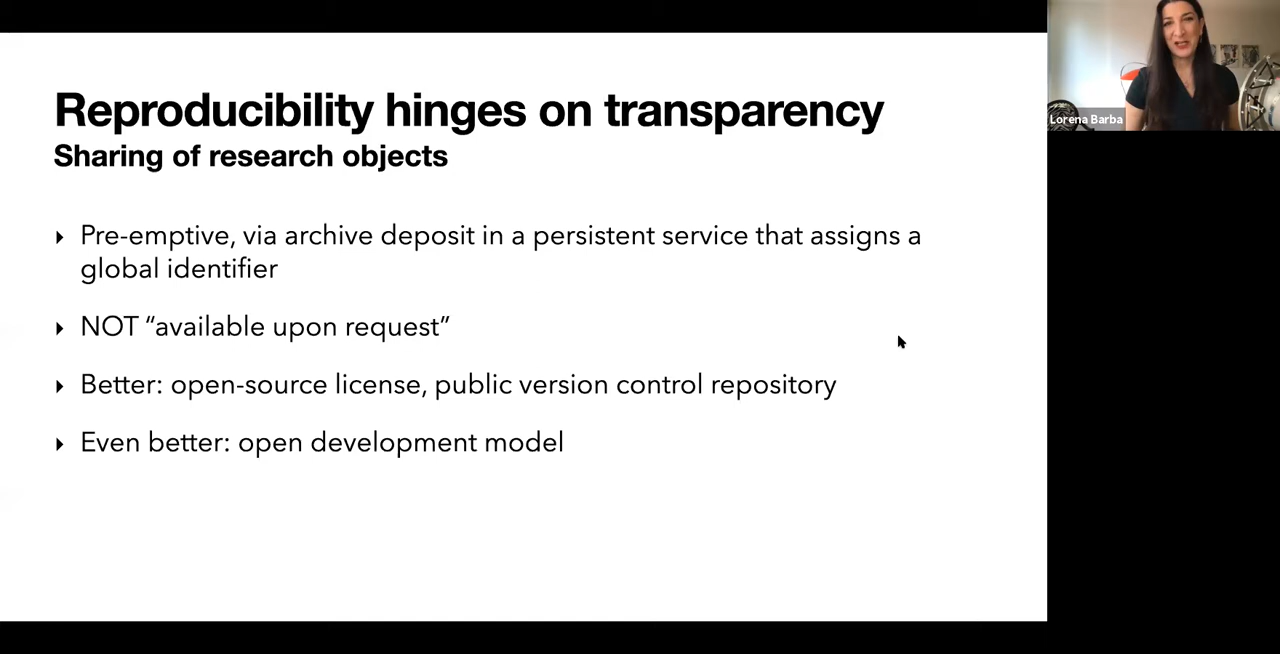 Reproducibility hinges on transparency
Sharing of research objects
‣ Pre-emptive, via archive deposit in a persistent service that assigns a
global identifier
‣ NOT “available upon request”
‣ Better: open-source license, public version control repository
‣ Even better: open development model
Lorena Barba